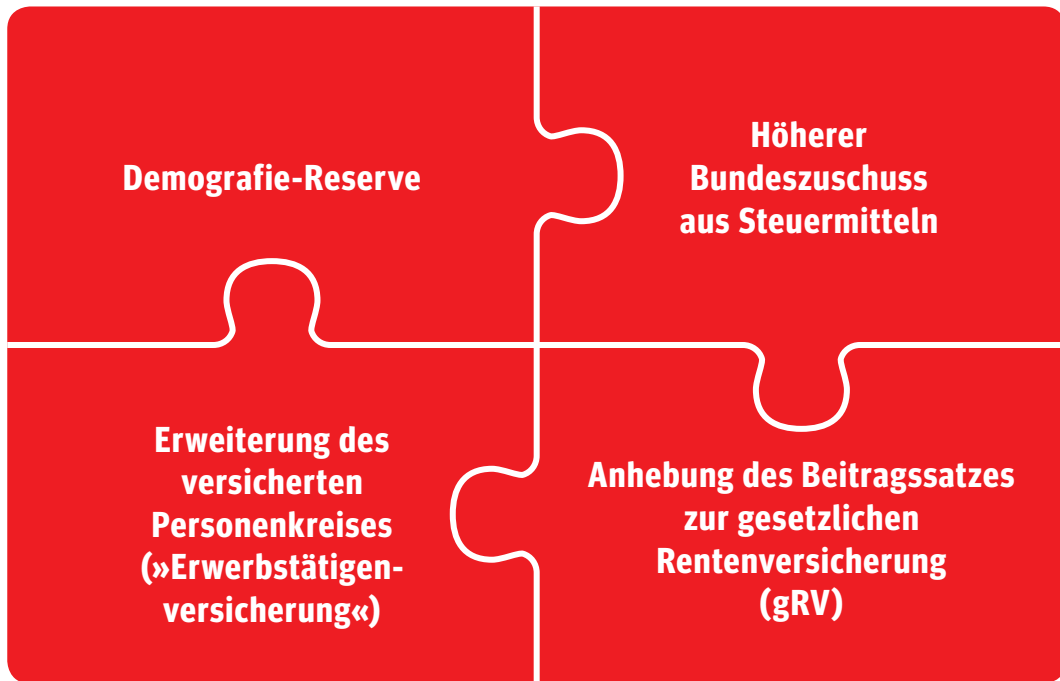 Demografie-Reserve
Höherer
Bundeszuschuss
aus Steuermitteln
Erweiterung des
versicherten
Personenkreises
(»Erwerbstätigen-
versicherung«)
Anhebung des Beitragssatzes
zur gesetzlichen
Rentenversicherung
(gRV)